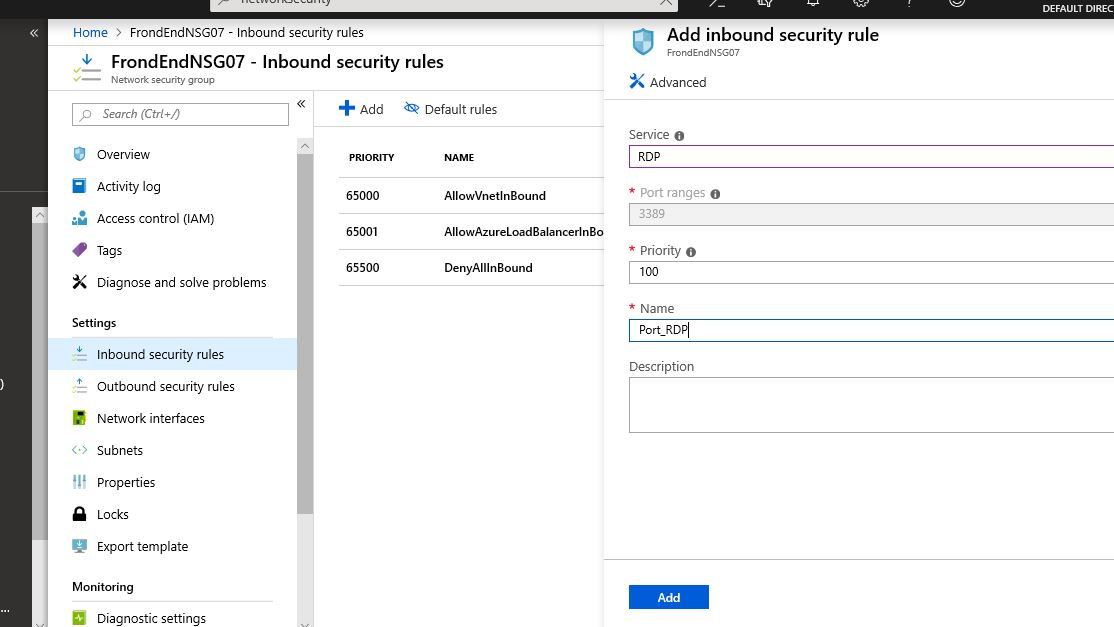 networksecurity
DEFAULT DIREC
Home > FrondEndNSG07 - Inbound security rules
FrondEndNSG07 - Inbound security rules
Network security group
Search (Ctrl+/)
Overview
Activity log
Access control (IAM)
Tags
Diagnose and solve problems
Settings
Inbound security rules
Outbound security rules
Network interfaces
Subnets
Properties
Locks
Export template
Monitoring
Diagnostic settings
Add Default rules
PRIORITY NAME
65000 AllowVnetInBound
65001 AllowAzureLoadBalancerInBo
65500 DenyAllInBound
Add inbound security rule
FrondEndNSG07
Advanced
Service
RDP
* Port ranges
3389
* Priority
100
* Name
Port_RDP
Description
Add
)
...